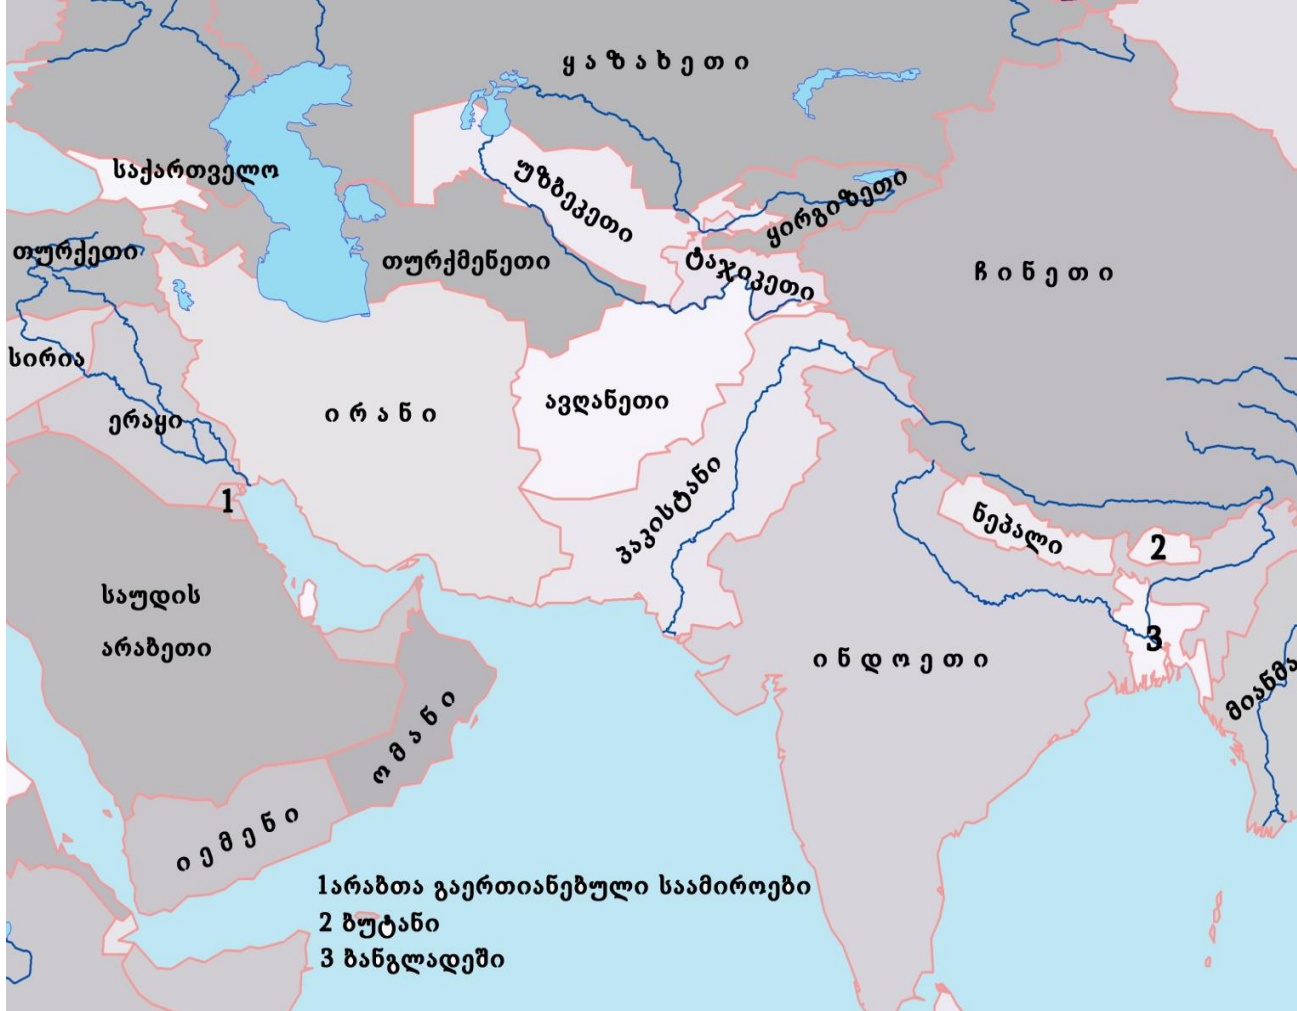 ყაზახეთი
საქართველო
უზბეკეთი
ყირგიზეთი
თურქეთი
თურქმენეთი
ტაჯიკეთი
ჩინეთი
სირია
ერაყი
ირანი
ავღანეთი
პაკისტანი
1
ნეპალი
2
საუდის
არაბეთი
3
ინდოეთი
მიანმა
ომანი
იემენი
1არაბთა გაერთიანებული საამიროები
2 ბუტანი
3 ბანგლადეში